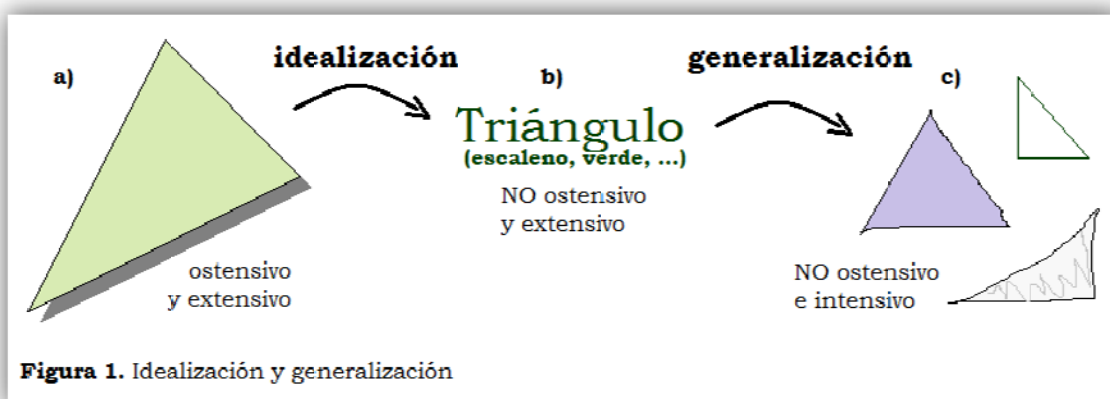 a)
ostensivo
y extensivo
idealización
b)
Triángulo
(escaleno, verde, ...)
NO ostensivo
y extensivo
generalización
c)
NO ostensivo
e intensivo
Figura 1. Idealización y generalización